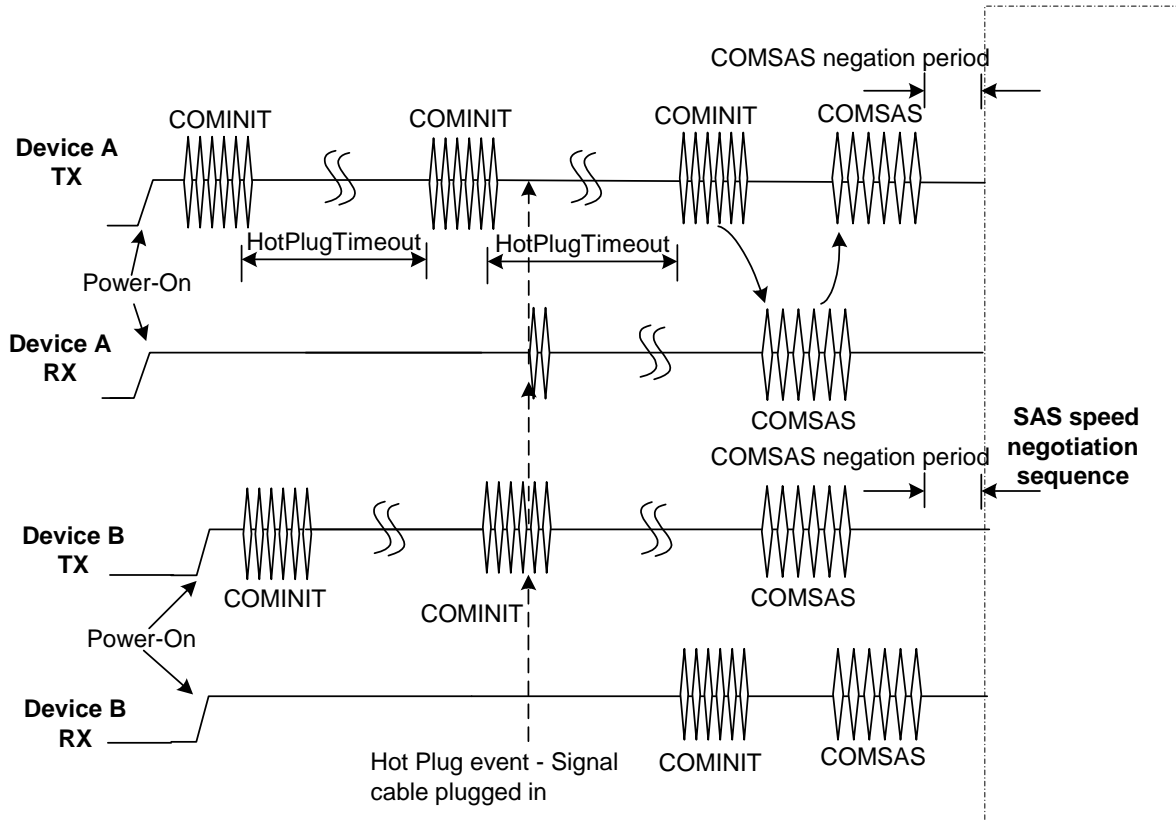 COMSAS negation period
COMINIT
COMINIT
COMINIT
COMSAS
Device A
TX
HotPlugTimeout
HotPlugTimeout
Power-On
Device A
RX
COMSAS
SAS speed
negotiation
sequence
COMSAS negation period
Device B
TX
COMINIT
COMINIT
COMSAS
Power-On
Device B
RX
COMINIT
COMSAS
Hot Plug event - Signal
cable plugged in